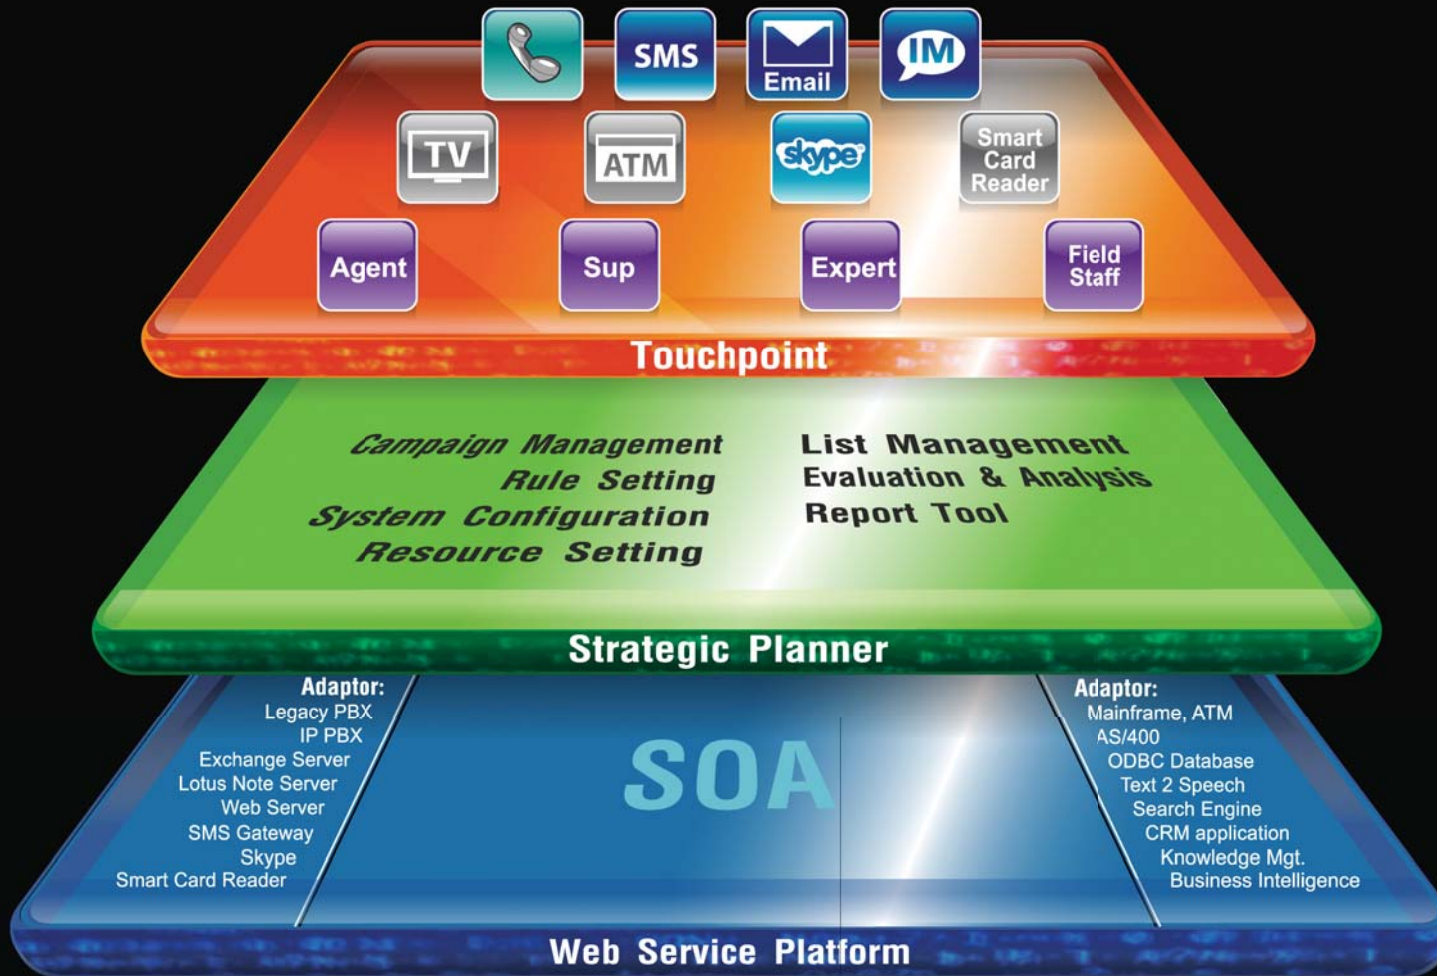 SMS
Email
IM
TV
ATM
skype
Smart
Card
Reader
Agent
Sup
Expert
Field
Staff
Touchpoint
Campaign Management
Rule Setting
System Configuration
Resource Setting
List Management
Evaluation & Analysis
Report Tool
Strategic Planner
Adaptor:
Legacy PBX
IP PBX
Exchange Server
Lotus Note Server
Web Server
SMS Gateway
Skype
Smart Card Reader
SOA
Adaptor:
Mainframe, ATM
AS/400
ODBC Database
Text 2 Speech
Search Engine
CRM application
Knowledge Mgt.
Business Intelligence
Web Service Platform